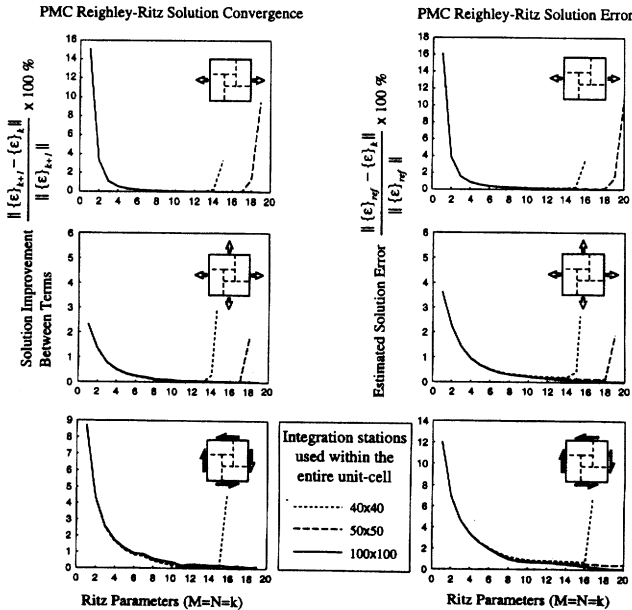 PMC Reighley-Ritz Solution Convergence
PMC Reighley-Ritz Solution Error
|| {ε}k+1 – {ε}k || / || {ε}k+1 || x 100 %
Solution Improvement
Between Terms
16
14
12
10
8
6
4
2
0
0 2 4 6 8 10 12 14 16 18 20
6
5
4
3
2
1
0
0 2 4 6 8 10 12 14 16 18 20
9
8
7
6
5
4
3
2
1
0
0 2 4 6 8 10 12 14 16 18 20
Ritz Parameters (M=N=k)
Integration stations
used within the
entire unit-cell
40x40
50x50
100x100
|| {ε}ref – {ε}k || / || {ε}ref || x 100 %
Estimated Solution Error
18
16
14
12
10
8
6
4
2
0
0 2 4 6 8 10 12 14 16 18 20
6
5
4
3
2
1
0
0 2 4 6 8 10 12 14 16 18 20
14
12
10
8
6
4
2
0
0 2 4 6 8 10 12 14 16 18 20
Ritz Parameters (M=N=k)